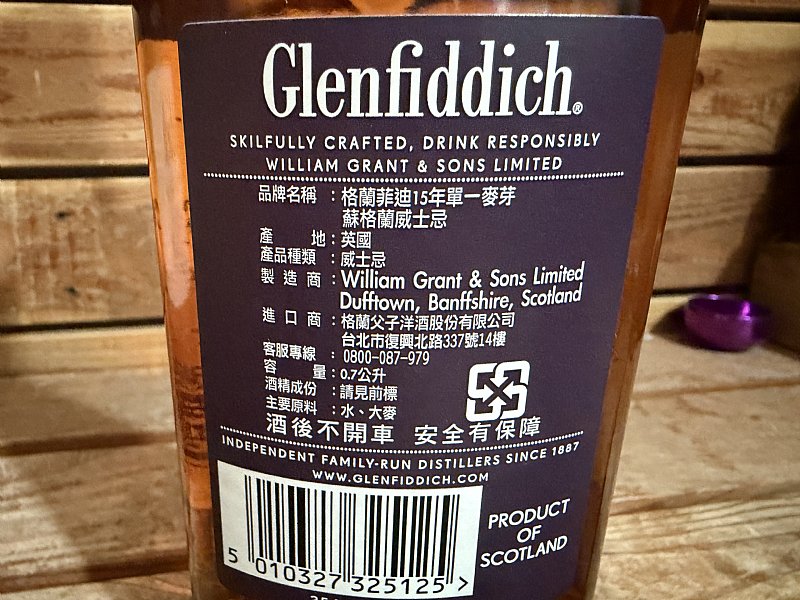 Glenfiddich®
SKILFULLY CRAFTED, DRINK RESPONSIBLY
WILLIAM GRANT & SONS LIMITED
品牌名稱 : 格蘭菲迪15年單一麥芽
蘇格蘭威士忌
產 地 : 英國
產品種類 : 威士忌
製造商 : William Grant & Sons Limited
Dufftown, Banffshire, Scotland
進口商 : 格蘭父子洋酒股份有限公司
台北市復興北路337號14樓
客服專線 : 0800-087-979
容 量 : 0.7公升
酒精成份 : 請見前標
主要原料 : 水、大麥
酒後不開車 安全有保障
INDEPENDENT FAMILY-RUN DISTILLERS SINCE 1887
WWW.GLENFIDDICH.COM
5 010327 325125 >
PRODUCT
OF
SCOTLAND